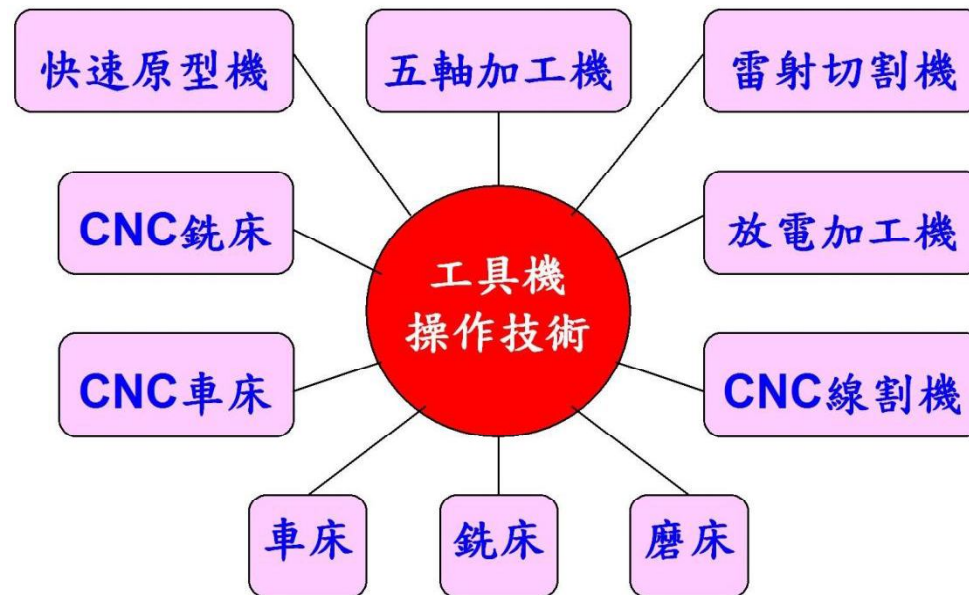 快速原型機
五軸加工機
雷射切割機
CNC銑床
放電加工機
工具機
操作技術
CNC車床
CNC線割機
車床
銑床
磨床